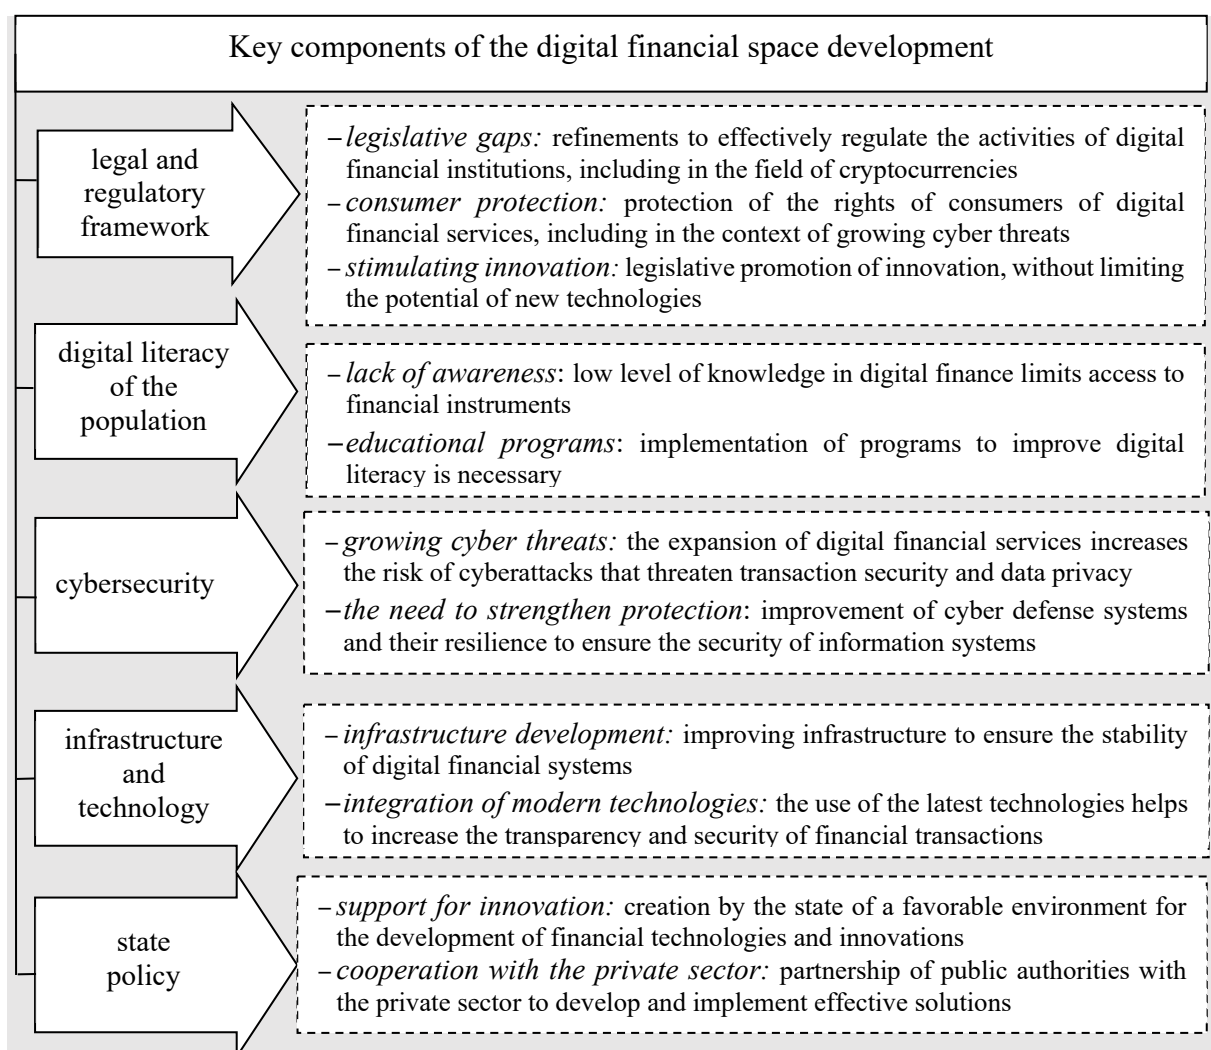 Key components of the digital financial space development
legal and
regulatory
framework
– legislative gaps: refinements to effectively regulate the activities of digital
financial institutions, including in the field of cryptocurrencies
– consumer protection: protection of the rights of consumers of digital
financial services, including in the context of growing cyber threats
– stimulating innovation: legislative promotion of innovation, without limiting
the potential of new technologies
digital literacy
of the
population
– lack of awareness: low level of knowledge in digital finance limits access to
financial instruments
– educational programs: implementation of programs to improve digital
literacy is necessary
cybersecurity
– growing cyber threats: the expansion of digital financial services increases
the risk of cyberattacks that threaten transaction security and data privacy
– the need to strengthen protection: improvement of cyber defense systems
and their resilience to ensure the security of information systems
infrastructure
and
technology
– infrastructure development: improving infrastructure to ensure the stability
of digital financial systems
– integration of modern technologies: the use of the latest technologies helps
to increase the transparency and security of financial transactions
state
policy
– support for innovation: creation by the state of a favorable environment for
the development of financial technologies and innovations
– cooperation with the private sector: partnership of public authorities with
the private sector to develop and implement effective solutions